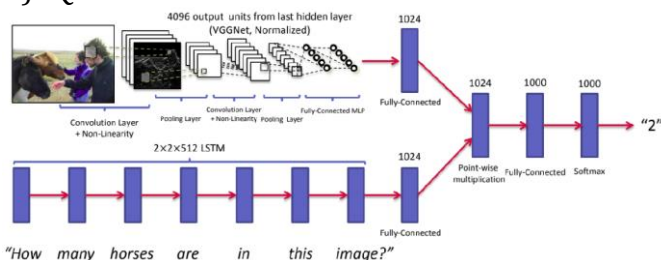 4096 output units from last hidden layer
(VGGNet, Normalized)
1024
Convolution Layer
+ Non-Linearity
Pooling Layer
Convolution Layer
+ Non-Linearity
Pooling Layer
Fully-Connected MLP
Fully-Connected
1024
1000
1000
"2"
Point-wise
multiplication
Fully-Connected
Softmax
2×2×512 LSTM
1024
Fully-Connected
"How many horses are in this image?"